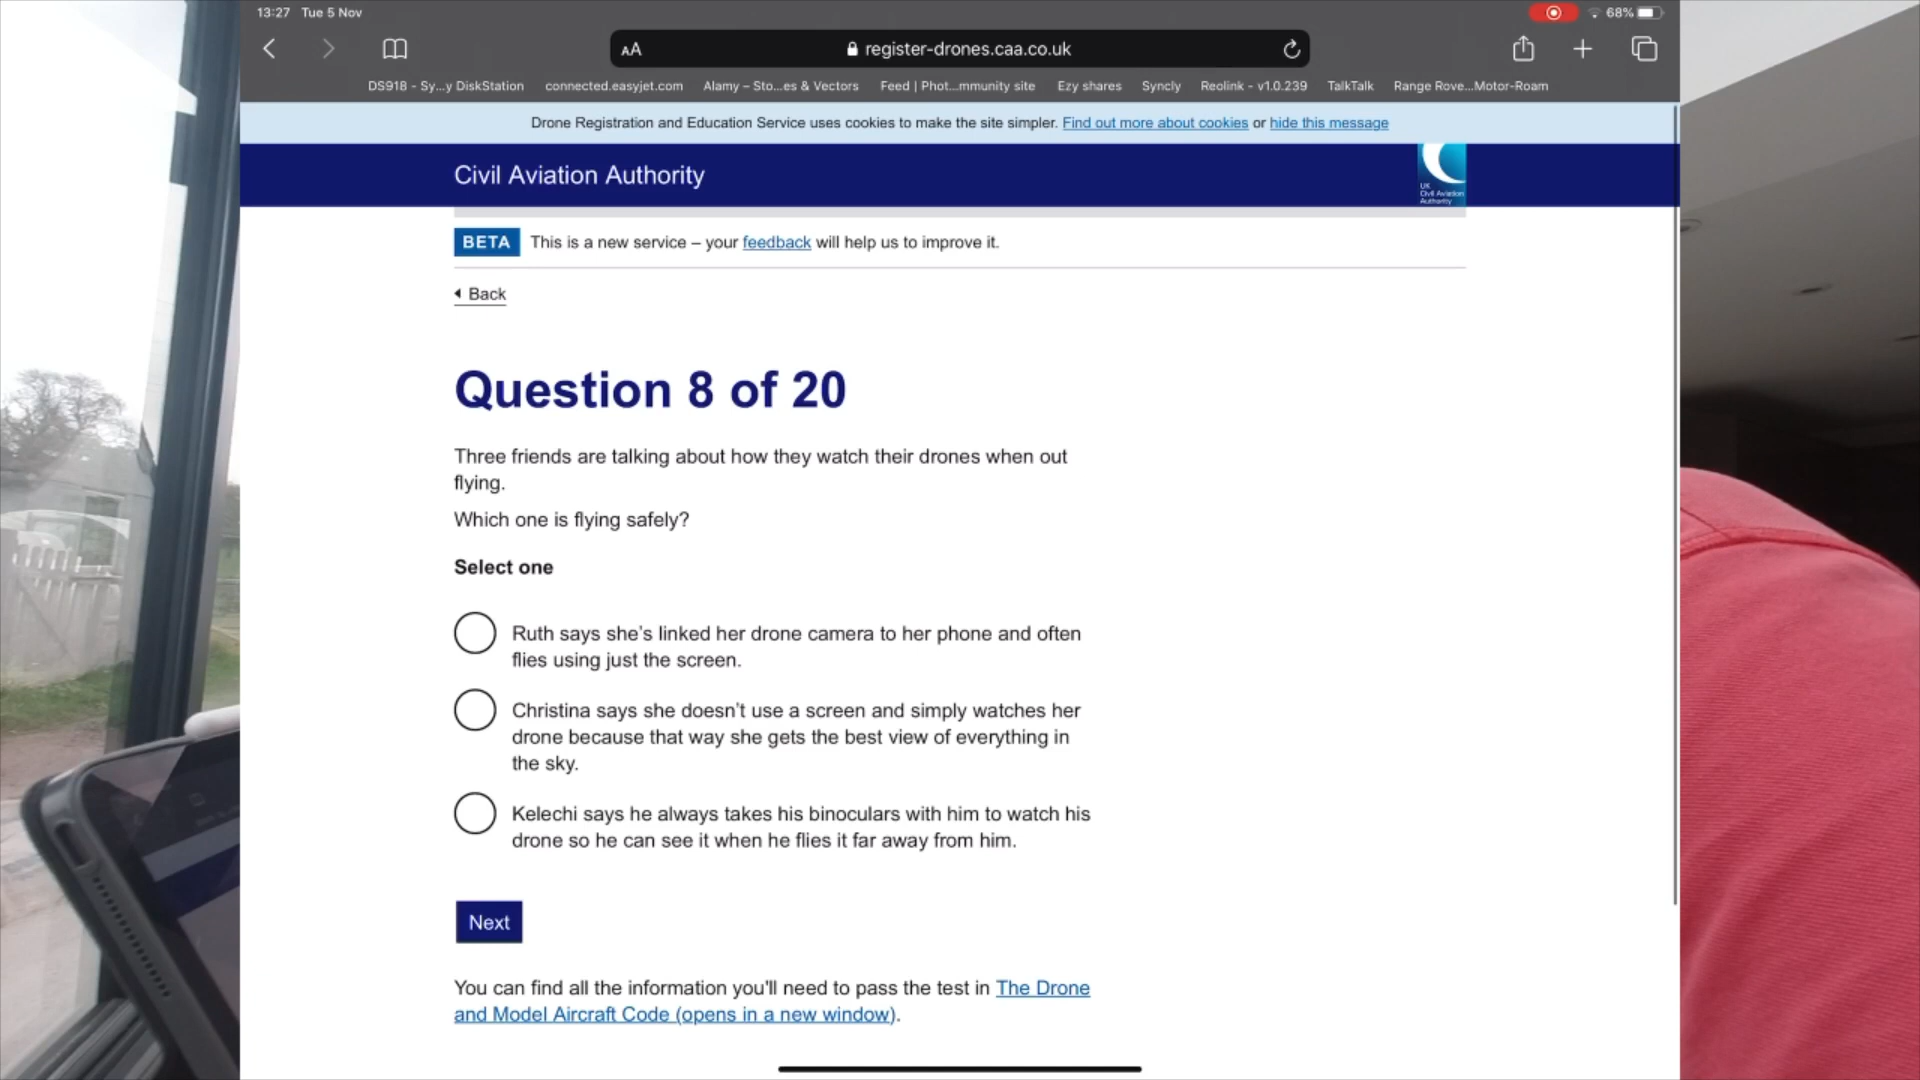 13:27 Tue 5 Nov
68%
AA
register-drones.caa.co.uk
DS918 - Sy...y DiskStation connected.easyjet.com Alamy – Sto...es & Vectors Feed | Phot...mmunity site Ezy shares Syncly Reolink - v1.0.239 TalkTalk Range Rove...Motor-Roam
Drone Registration and Education Service uses cookies to make the site simpler. Find out more about cookies or hide this message
Civil Aviation Authority
UK
Civil Aviation
Authority
BETA This is a new service – your feedback will help us to improve it.
Back
Question 8 of 20
Three friends are talking about how they watch their drones when out
flying.
Which one is flying safely?
Select one
Ruth says she’s linked her drone camera to her phone and often
flies using just the screen.
Christina says she doesn’t use a screen and simply watches her
drone because that way she gets the best view of everything in
the sky.
Kelechi says he always takes his binoculars with him to watch his
drone so he can see it when he flies it far away from him.
Next
You can find all the information you'll need to pass the test in The Drone
and Model Aircraft Code (opens in a new window).